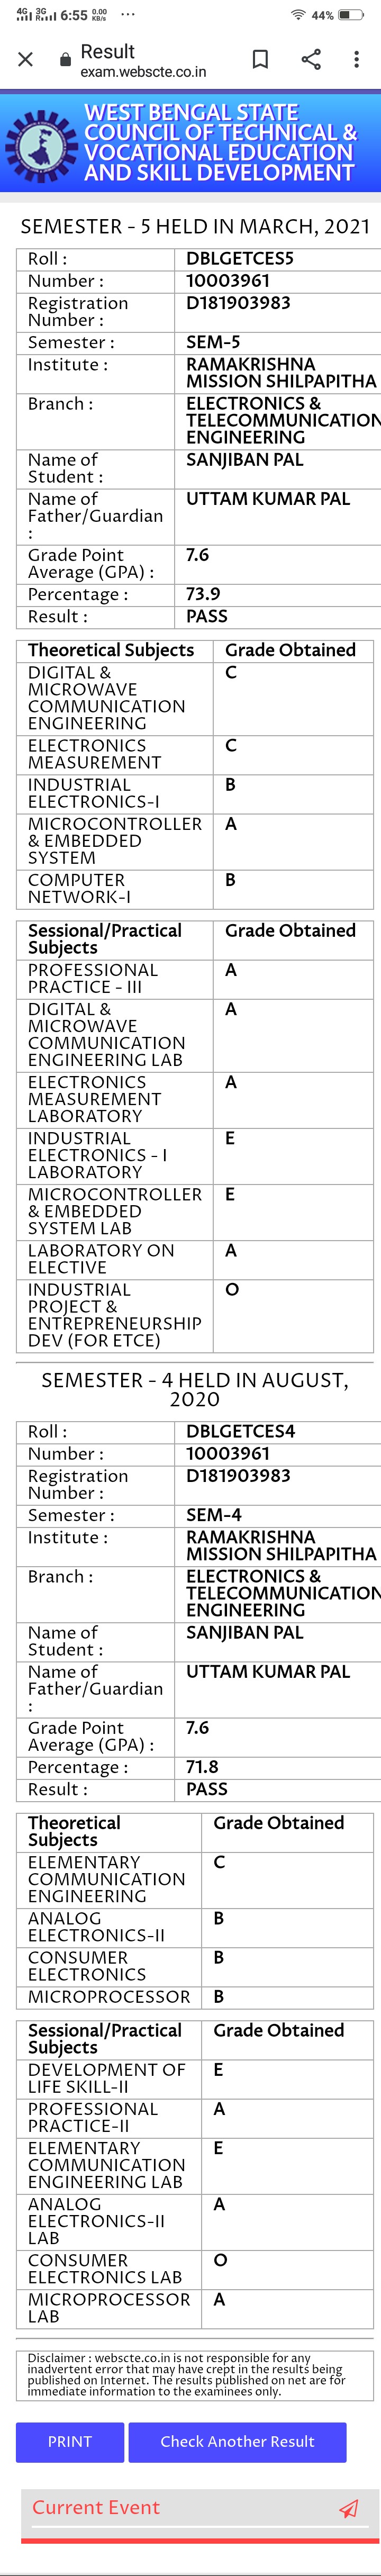 4G 3G R 6:55 0.00 KB/s ... 44%
Result
exam.webscte.co.in
WEST BENGAL STATE
COUNCIL OF TECHNICAL &
VOCATIONAL EDUCATION
AND SKILL DEVELOPMENT
SEMESTER - 5 HELD IN MARCH, 2021
Roll : DBLGETCES5
Number : 10003961
Registration D181903983
Number :
Semester : SEM-5
Institute : RAMAKRISHNA
MISSION SHILPAPITHA
Branch : ELECTRONICS &
TELECOMMUNICATION
ENGINEERING
Name of SANJIBAN PAL
Student :
Name of UTTAM KUMAR PAL
Father/Guardian
:
Grade Point 7.6
Average (GPA) :
Percentage : 73.9
Result : PASS
Theoretical Subjects Grade Obtained
DIGITAL & C
MICROWAVE
COMMUNICATION
ENGINEERING
ELECTRONICS C
MEASUREMENT
INDUSTRIAL B
ELECTRONICS-I
MICROCONTROLLER A
& EMBEDDED
SYSTEM
COMPUTER B
NETWORK-I
Sessional/Practical Grade Obtained
Subjects
PROFESSIONAL A
PRACTICE - III
DIGITAL & A
MICROWAVE
COMMUNICATION
ENGINEERING LAB
ELECTRONICS A
MEASUREMENT
LABORATORY
INDUSTRIAL E
ELECTRONICS - I
LABORATORY
MICROCONTROLLER E
& EMBEDDED
SYSTEM LAB
LABORATORY ON A
ELECTIVE
INDUSTRIAL O
PROJECT &
ENTREPRENEURSHIP
DEV (FOR ETCE)
SEMESTER - 4 HELD IN AUGUST,
2020
Roll : DBLGETCES4
Number : 10003961
Registration D181903983
Number :
Semester : SEM-4
Institute : RAMAKRISHNA
MISSION SHILPAPITHA
Branch : ELECTRONICS &
TELECOMMUNICATION
ENGINEERING
Name of SANJIBAN PAL
Student :
Name of UTTAM KUMAR PAL
Father/Guardian
:
Grade Point 7.6
Average (GPA) :
Percentage : 71.8
Result : PASS
Theoretical Grade Obtained
Subjects
ELEMENTARY C
COMMUNICATION
ENGINEERING
ANALOG B
ELECTRONICS-II
CONSUMER B
ELECTRONICS
MICROPROCESSOR B
Sessional/Practical Grade Obtained
Subjects
DEVELOPMENT OF E
LIFE SKILL-II
PROFESSIONAL A
PRACTICE-II
ELEMENTARY E
COMMUNICATION
ENGINEERING LAB
ANALOG A
ELECTRONICS-II
LAB
CONSUMER O
ELECTRONICS LAB
MICROPROCESSOR A
LAB
Disclaimer : webscte.co.in is not responsible for any
inadvertent error that may have crept in the results being
published on Internet. The results published on net are for
immediate information to the examinees only.
PRINT Check Another Result
Current Event